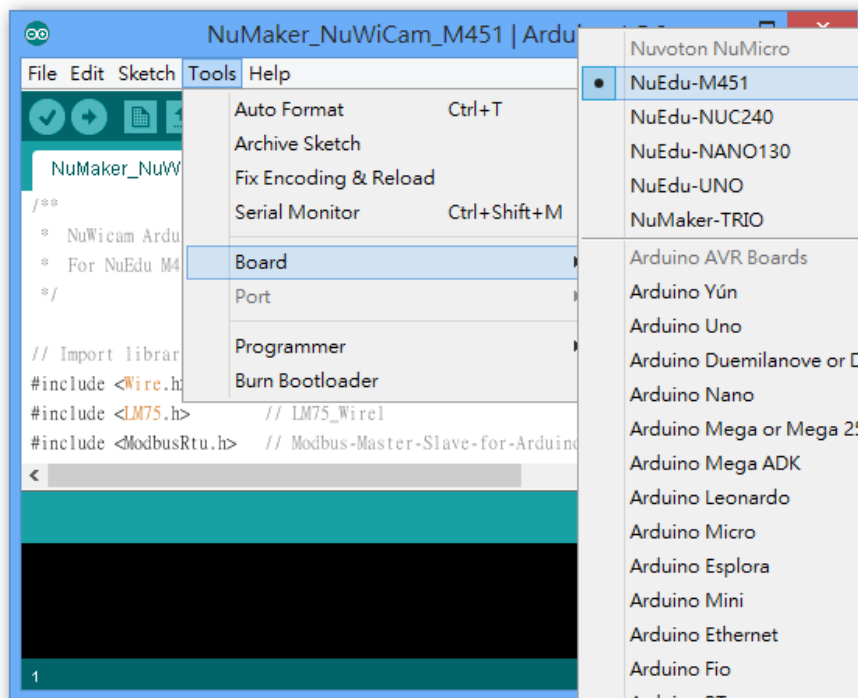 NuMaker_NuWiCam_M451 | Ardu
File Edit Sketch Tools Help
Auto Format Ctrl+T
Archive Sketch
Fix Encoding & Reload
Serial Monitor Ctrl+Shift+M
Board
Port
Programmer
Burn Bootloader
Nuvoton NuMicro
NuEdu-M451
NuEdu-NUC240
NuEdu-NANO130
NuEdu-UNO
NuMaker-TRIO
Arduino AVR Boards
Arduino Yún
Arduino Uno
Arduino Duemilanove or D
Arduino Nano
Arduino Mega or Mega 25
Arduino Mega ADK
Arduino Leonardo
Arduino Micro
Arduino Esplora
Arduino Mini
Arduino Ethernet
Arduino Fio
NuMaker_NuW
/**
* NuWicam Ardu
* For NuEdu M4
*/
// Import librar
#include <Wire.h>
#include <LM75.h> // LM75_Wire1
#include <ModbusRtu.h> // Modbus-Master-Slave-for-Arduino
1